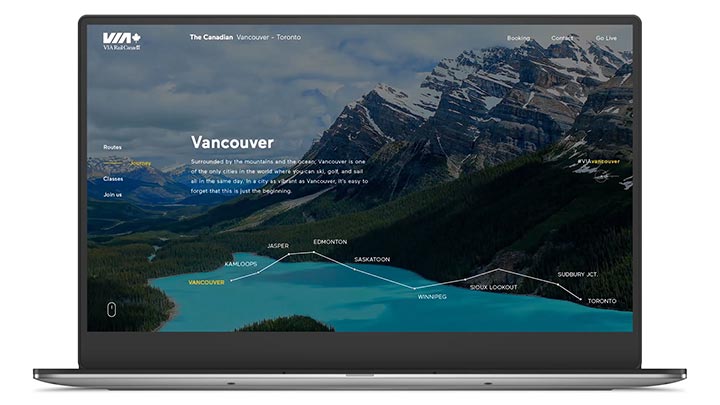 VIA
VIA Rail Canada
The Canadian Vancouver - Toronto
Booking
Contact
Go Live
Routes
Journey
Classes
Join us
Vancouver
Surrounded by the mountains and the ocean, Vancouver is one
of the only cities in the world where you can ski, golf, and sail
all in the same day. In a city as vibrant as Vancouver, it's easy to
forget that this is just the beginning.
#VIAvancouver
VANCOUVER
KAMLOOPS
JASPER
EDMONTON
SASKATOON
WINNIPEG
SIOUX LOOKOUT
SUDBURY JCT.
TORONTO